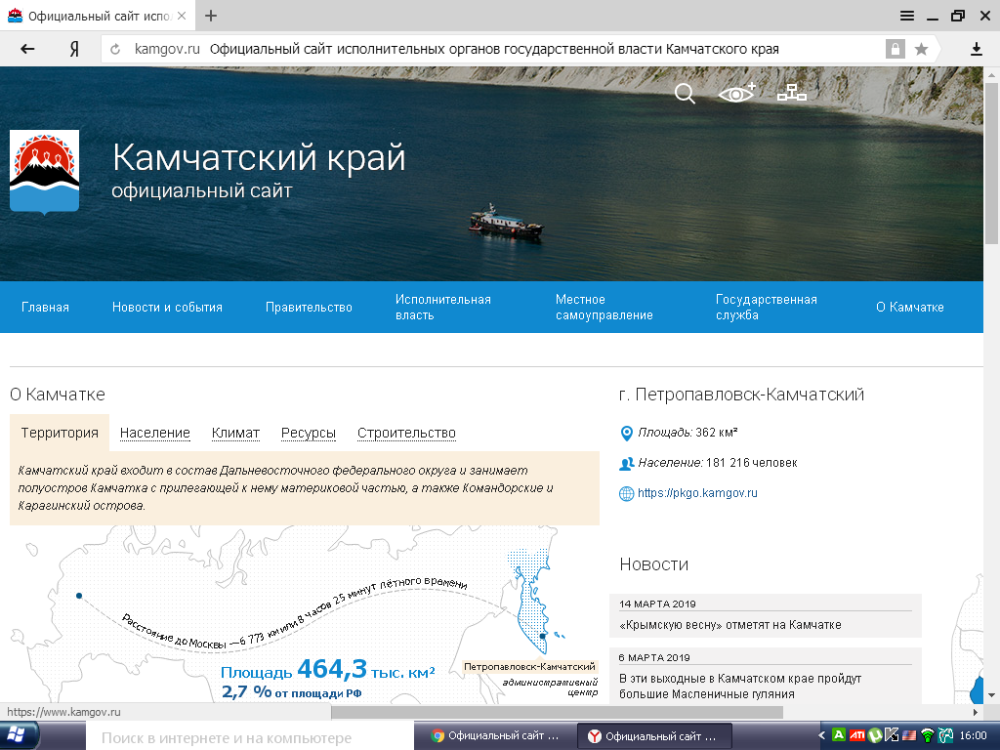 Официальный сайт испо.
Я
kamgov.ru Официальный сайт исполнительных органов государственной власти Камчатского края
Камчатский край
официальный сайт
Главная
Новости и события
Правительство
Исполнительная
власть
Местное
самоуправление
Государственная
служба
О Камчатке
О Камчатке
Территория
Население
Климат
Ресурсы
Строительство
Камчатский край входит в состав Дальневосточного федерального округа и занимает
полуостров Камчатка с прилегающей к нему материковой частью, а также Командорские и
Карагинский острова.
Расстояние до Москвы —6 773 км или 8 часов 25 минут лётного времени
Площадь 464,3 тыс. км²
2,7 % от площади РФ
Петропавловск-Камчатский
административный
центр
г. Петропавловск-Камчатский
Площадь: 362 км²
Население: 181 216 человек
https://pkgo.kamgov.ru
Новости
14 МАРТА 2019
«Крымскую весну» отметят на Камчатке
6 МАРТА 2019
В эти выходные в Камчатском крае пройдут
большие Масленичные гуляния
https://www.kamgov.ru
Поиск в интернете и на компьютере
Официальный сайт ...
Официальный сайт ...
A
ATI
K
16:00